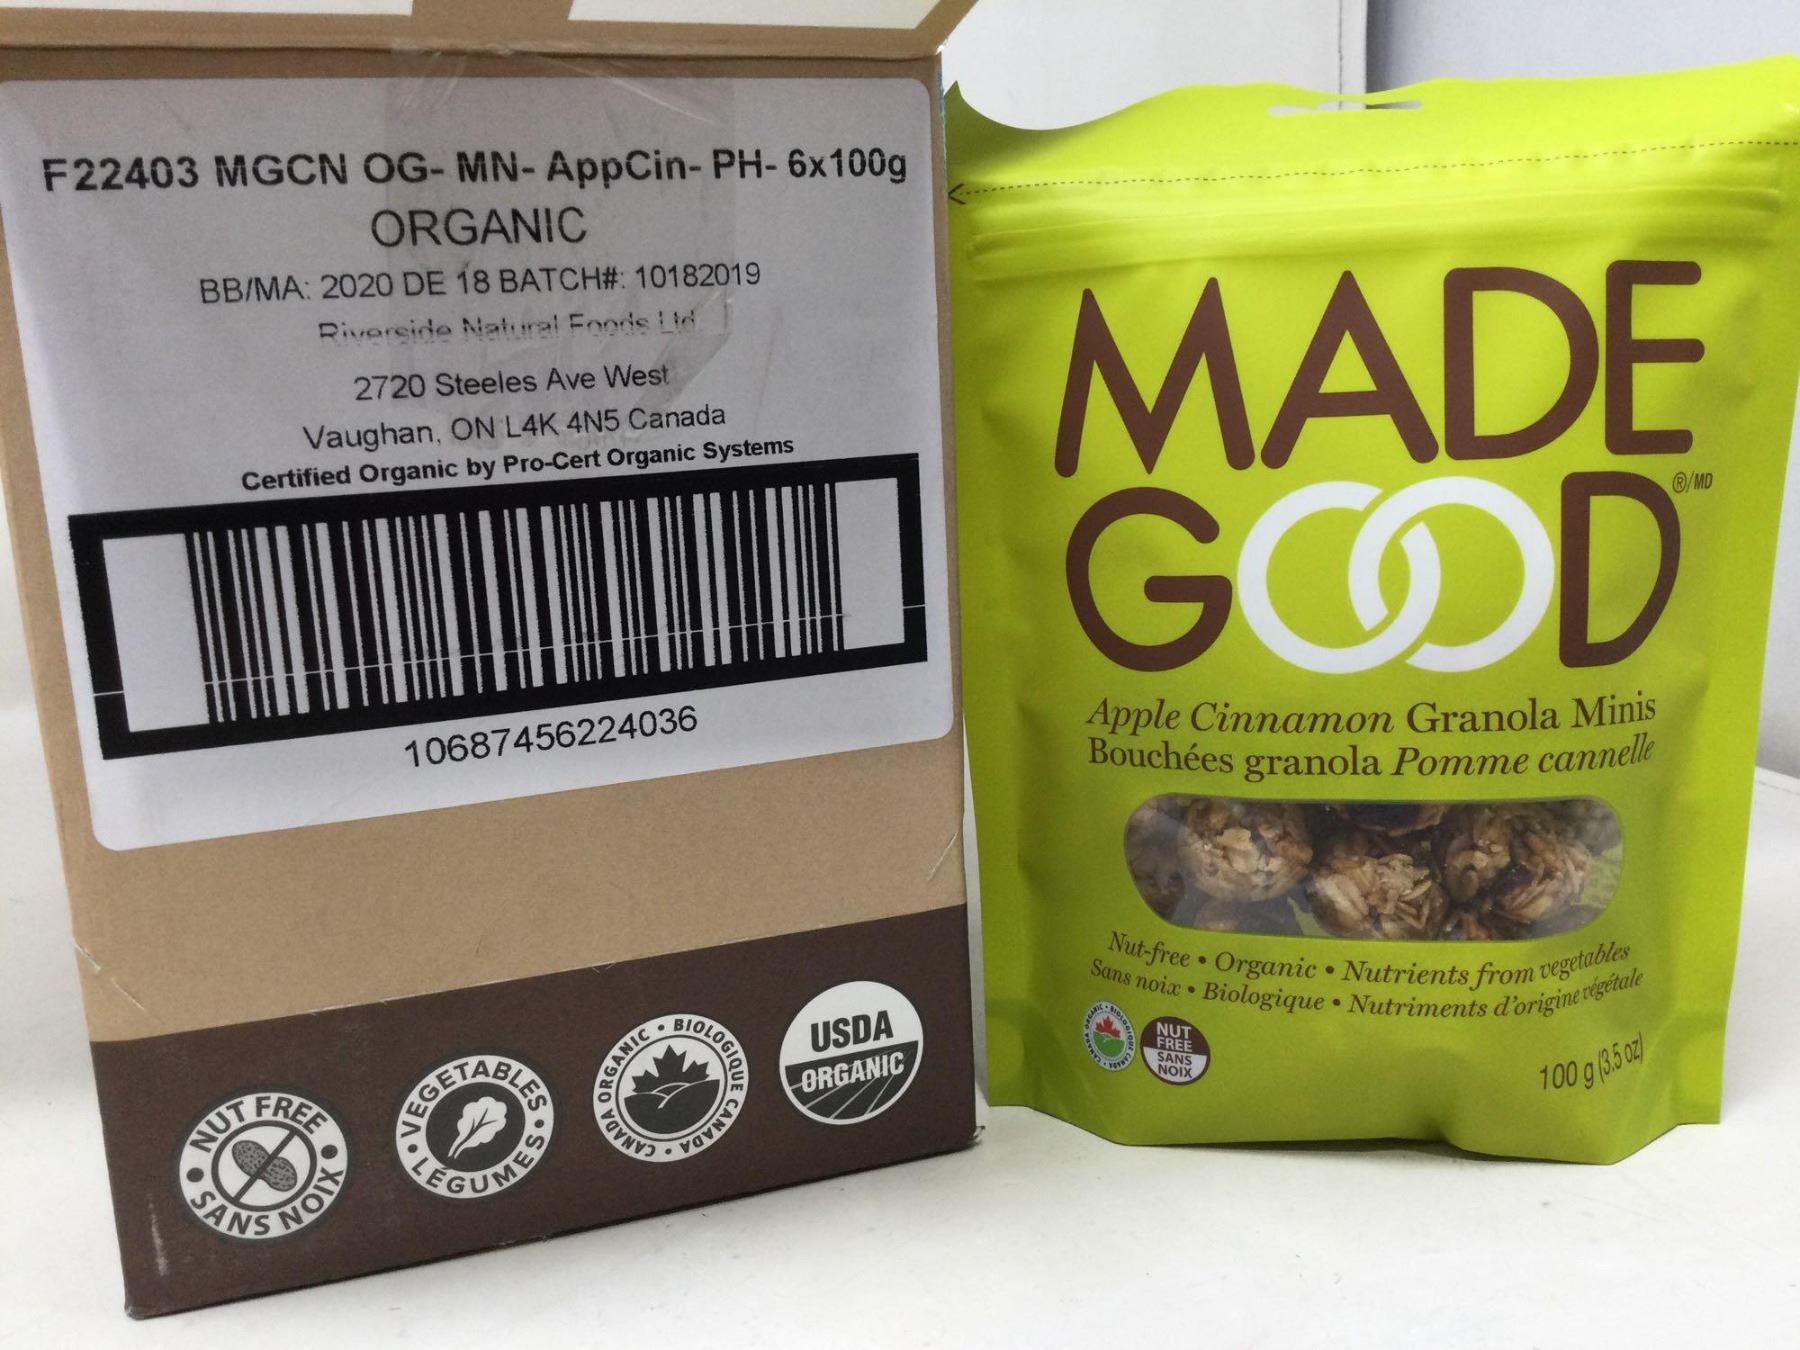 F22403 MGCN OG- MN- AppCin- PH- 6x100g
ORGANIC
BB/MA: 2020 DE 18 BATCH#: 10182019
Riverside Natural Foods Ltd.
2720 Steeles Ave West
Vaughan, ON L4K 4N5 Canada
Certified Organic by Pro-Cert Organic Systems
10687456224036
NUT FREE • SANS NOIX •
VEGETABLES • LÉGUMES •
CANADA ORGANIC • BIOLOGIQUE CANADA •
USDA
ORGANIC
MADE
GOOD
®/MD
Apple Cinnamon Granola Minis
Bouchées granola Pomme cannelle
Nut-free • Organic • Nutrients from vegetables
Sans noix • Biologique • Nutriments d'origine végétale
CANADA ORGANIC • BIOLOGIQUE CANADA •
NUT
FREE
SANS
NOIX
100 g (3.5 oz)